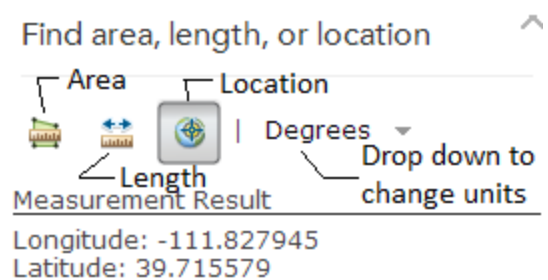 Find area, length, or location
Area
Location
| Degrees
Length
Drop down to
change units
Measurement Result
Longitude: -111.827945
Latitude: 39.715579